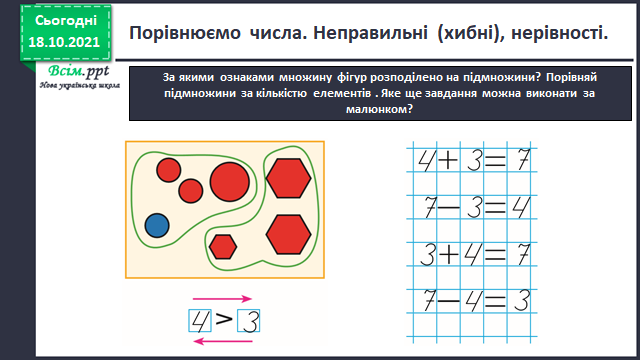 Сьогодні
18.10.2021
Порівнюємо числа. Неправильні (хибні), нерівності.
Всім.ppt
Нова українська школа
За якими ознаками множину фігур розподілено на підмножини? Порівняй
підмножини за кількістю елементів . Яке ще завдання можна виконати за
малюнком?
4 + 3 = 7
7 − 3 = 4
3 + 4 = 7
7 − 4 = 3
4 > 3